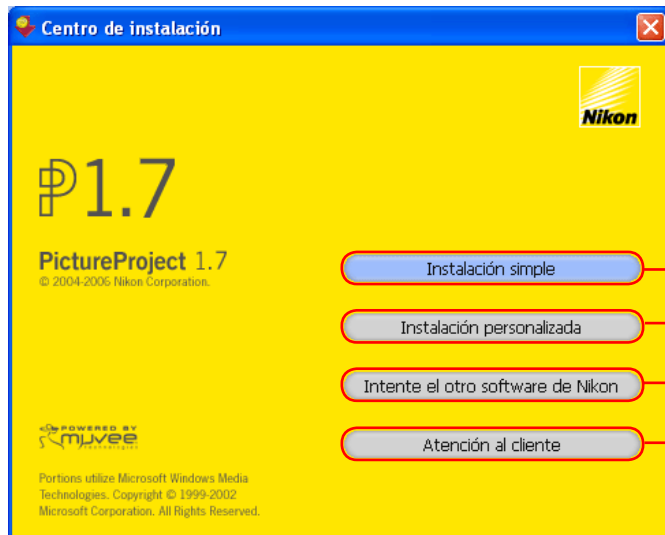 Centro de instalación
Nikon
P1.7
PictureProject 1.7
© 2004-2006 Nikon Corporation.
Instalación simple
Instalación personalizada
Intente el otro software de Nikon
Atención al cliente
POWERED BY
muvee
technologies
Portions utilize Microsoft Windows Media
Technologies. Copyright © 1999-2002
Microsoft Corporation. All Rights Reserved.